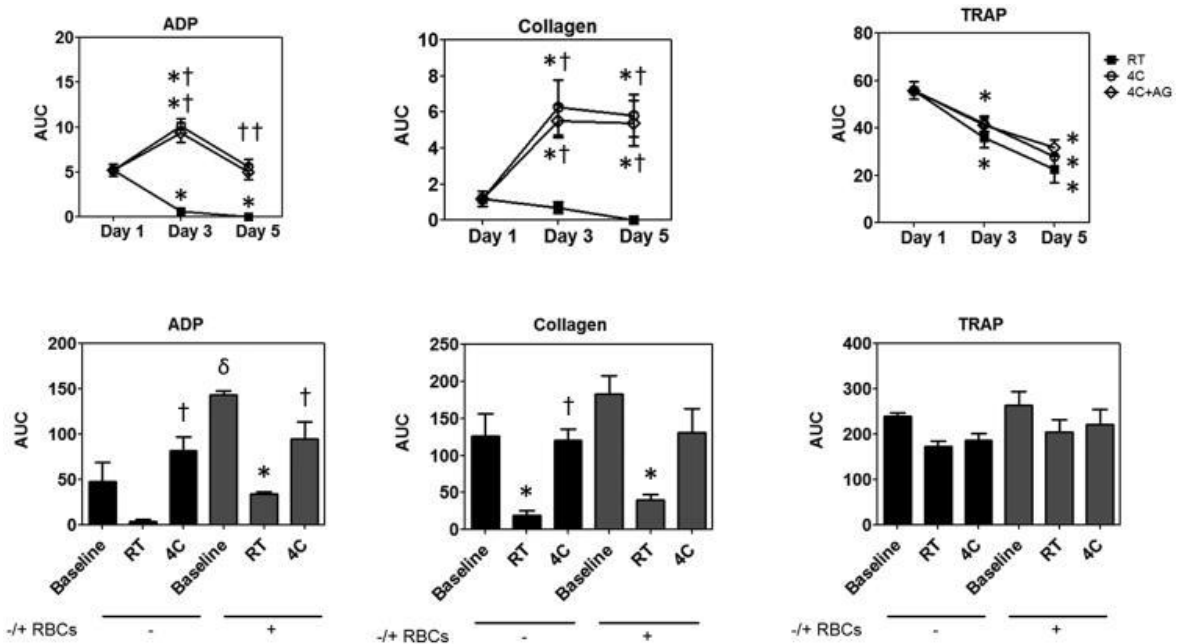 ADP
AUC
20
15
10
5
0
*†
*†
††
*
*
Day 1 Day 3 Day 5
Collagen
AUC
10
8
6
4
2
0
*†
*†
*†
*†
Day 1 Day 3 Day 5
TRAP
AUC
80
60
40
20
0
*
*
*
*
*
Day 1 Day 3 Day 5
RT
4C
4C+AG
ADP
AUC
200
150
100
50
0
†
δ
*
†
Baseline RT 4C Baseline RT 4C
-/+ RBCs - +
Collagen
AUC
250
200
150
100
50
0
*
†
*
Baseline RT 4C Baseline RT 4C
-/+ RBCs - +
TRAP
AUC
400
300
200
100
0
Baseline RT 4C Baseline RT 4C
-/+ RBCs - +